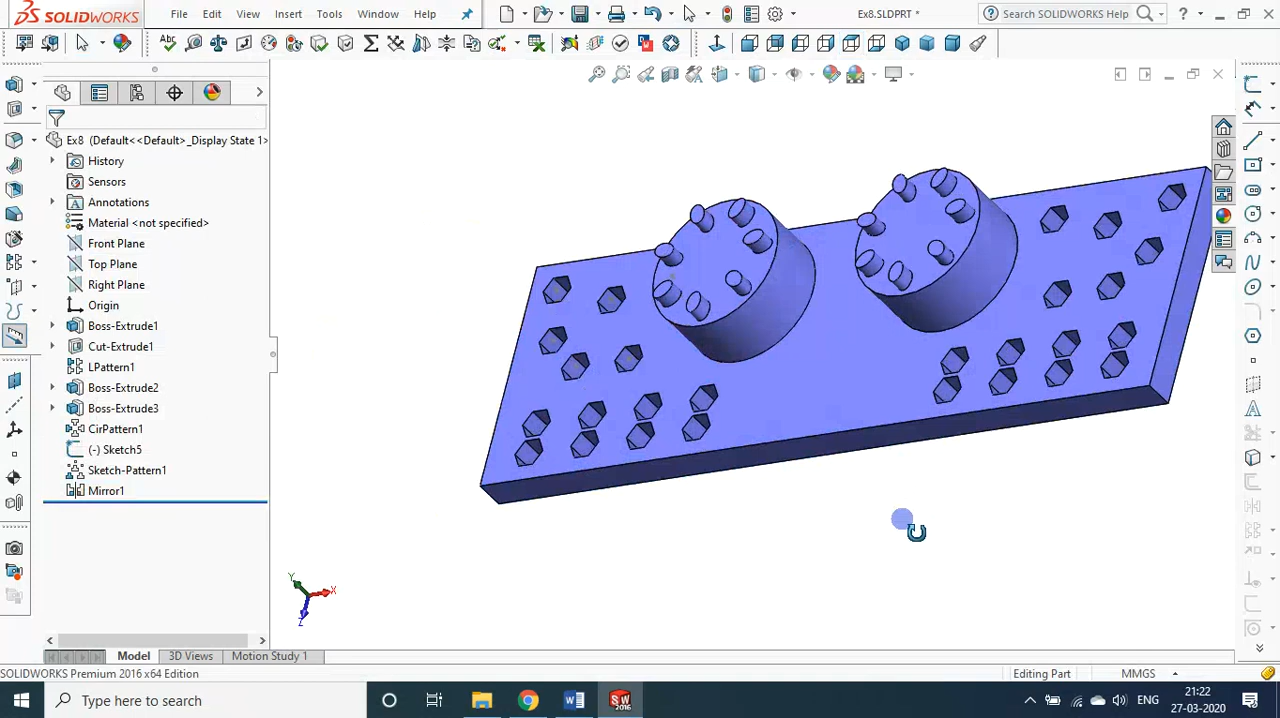 SOLIDWORKS
File Edit View Insert Tools Simulation Window Help
Ex8.SLDPRT *
Search SOLIDWORKS Help
Ex8 (Default<<Default>_Display State 1>
History
Sensors
Annotations
Material <not specified>
Front Plane
Top Plane
Right Plane
Origin
Boss-Extrude1
Cut-Extrude1
LPattern1
Boss-Extrude2
Boss-Extrude3
CirPattern1
(-) Sketch5
Sketch-Pattern1
Mirror1
Y
X
Z
Model 3D Views Motion Study 1
SOLIDWORKS Premium 2016 x64 Edition
Editing Part MMGS
Type here to search
SW
2016
ENG
21:22
27-03-2020